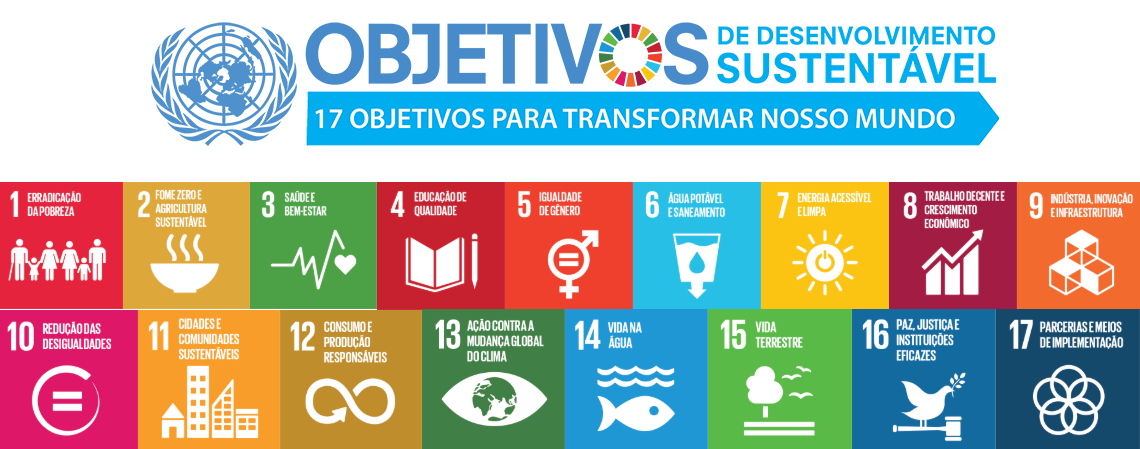 OBJETIVOS
DE DESENVOLVIMENTO
SUSTENTÁVEL
17 OBJETIVOS PARA TRANSFORMAR NOSSO MUNDO
1 ERRADICAÇÃO
DA POBREZA
2 FOME ZERO E
AGRICULTURA
SUSTENTÁVEL
3 SAÚDE E
BEM-ESTAR
4 EDUCAÇÃO DE
QUALIDADE
5 IGUALDADE
DE GÊNERO
6 ÁGUA POTÁVEL
E SANEAMENTO
7 ENERGIA ACESSÍVEL
E LIMPA
8 TRABALHO DECENTE E
CRESCIMENTO
ECONÔMICO
9 INDÚSTRIA, INOVAÇÃO
E INFRAESTRUTURA
10 REDUÇÃO DAS
DESIGUALDADES
11 CIDADES E
COMUNIDADES
SUSTENTÁVEIS
12 CONSUMO E
PRODUÇÃO
RESPONSÁVEIS
13 AÇÃO CONTRA A
MUDANÇA GLOBAL
DO CLIMA
14 VIDA NA
ÁGUA
15 VIDA
TERRESTRE
16 PAZ, JUSTIÇA E
INSTITUIÇÕES
EFICAZES
17 PARCERIAS E MEIOS
DE IMPLEMENTAÇÃO